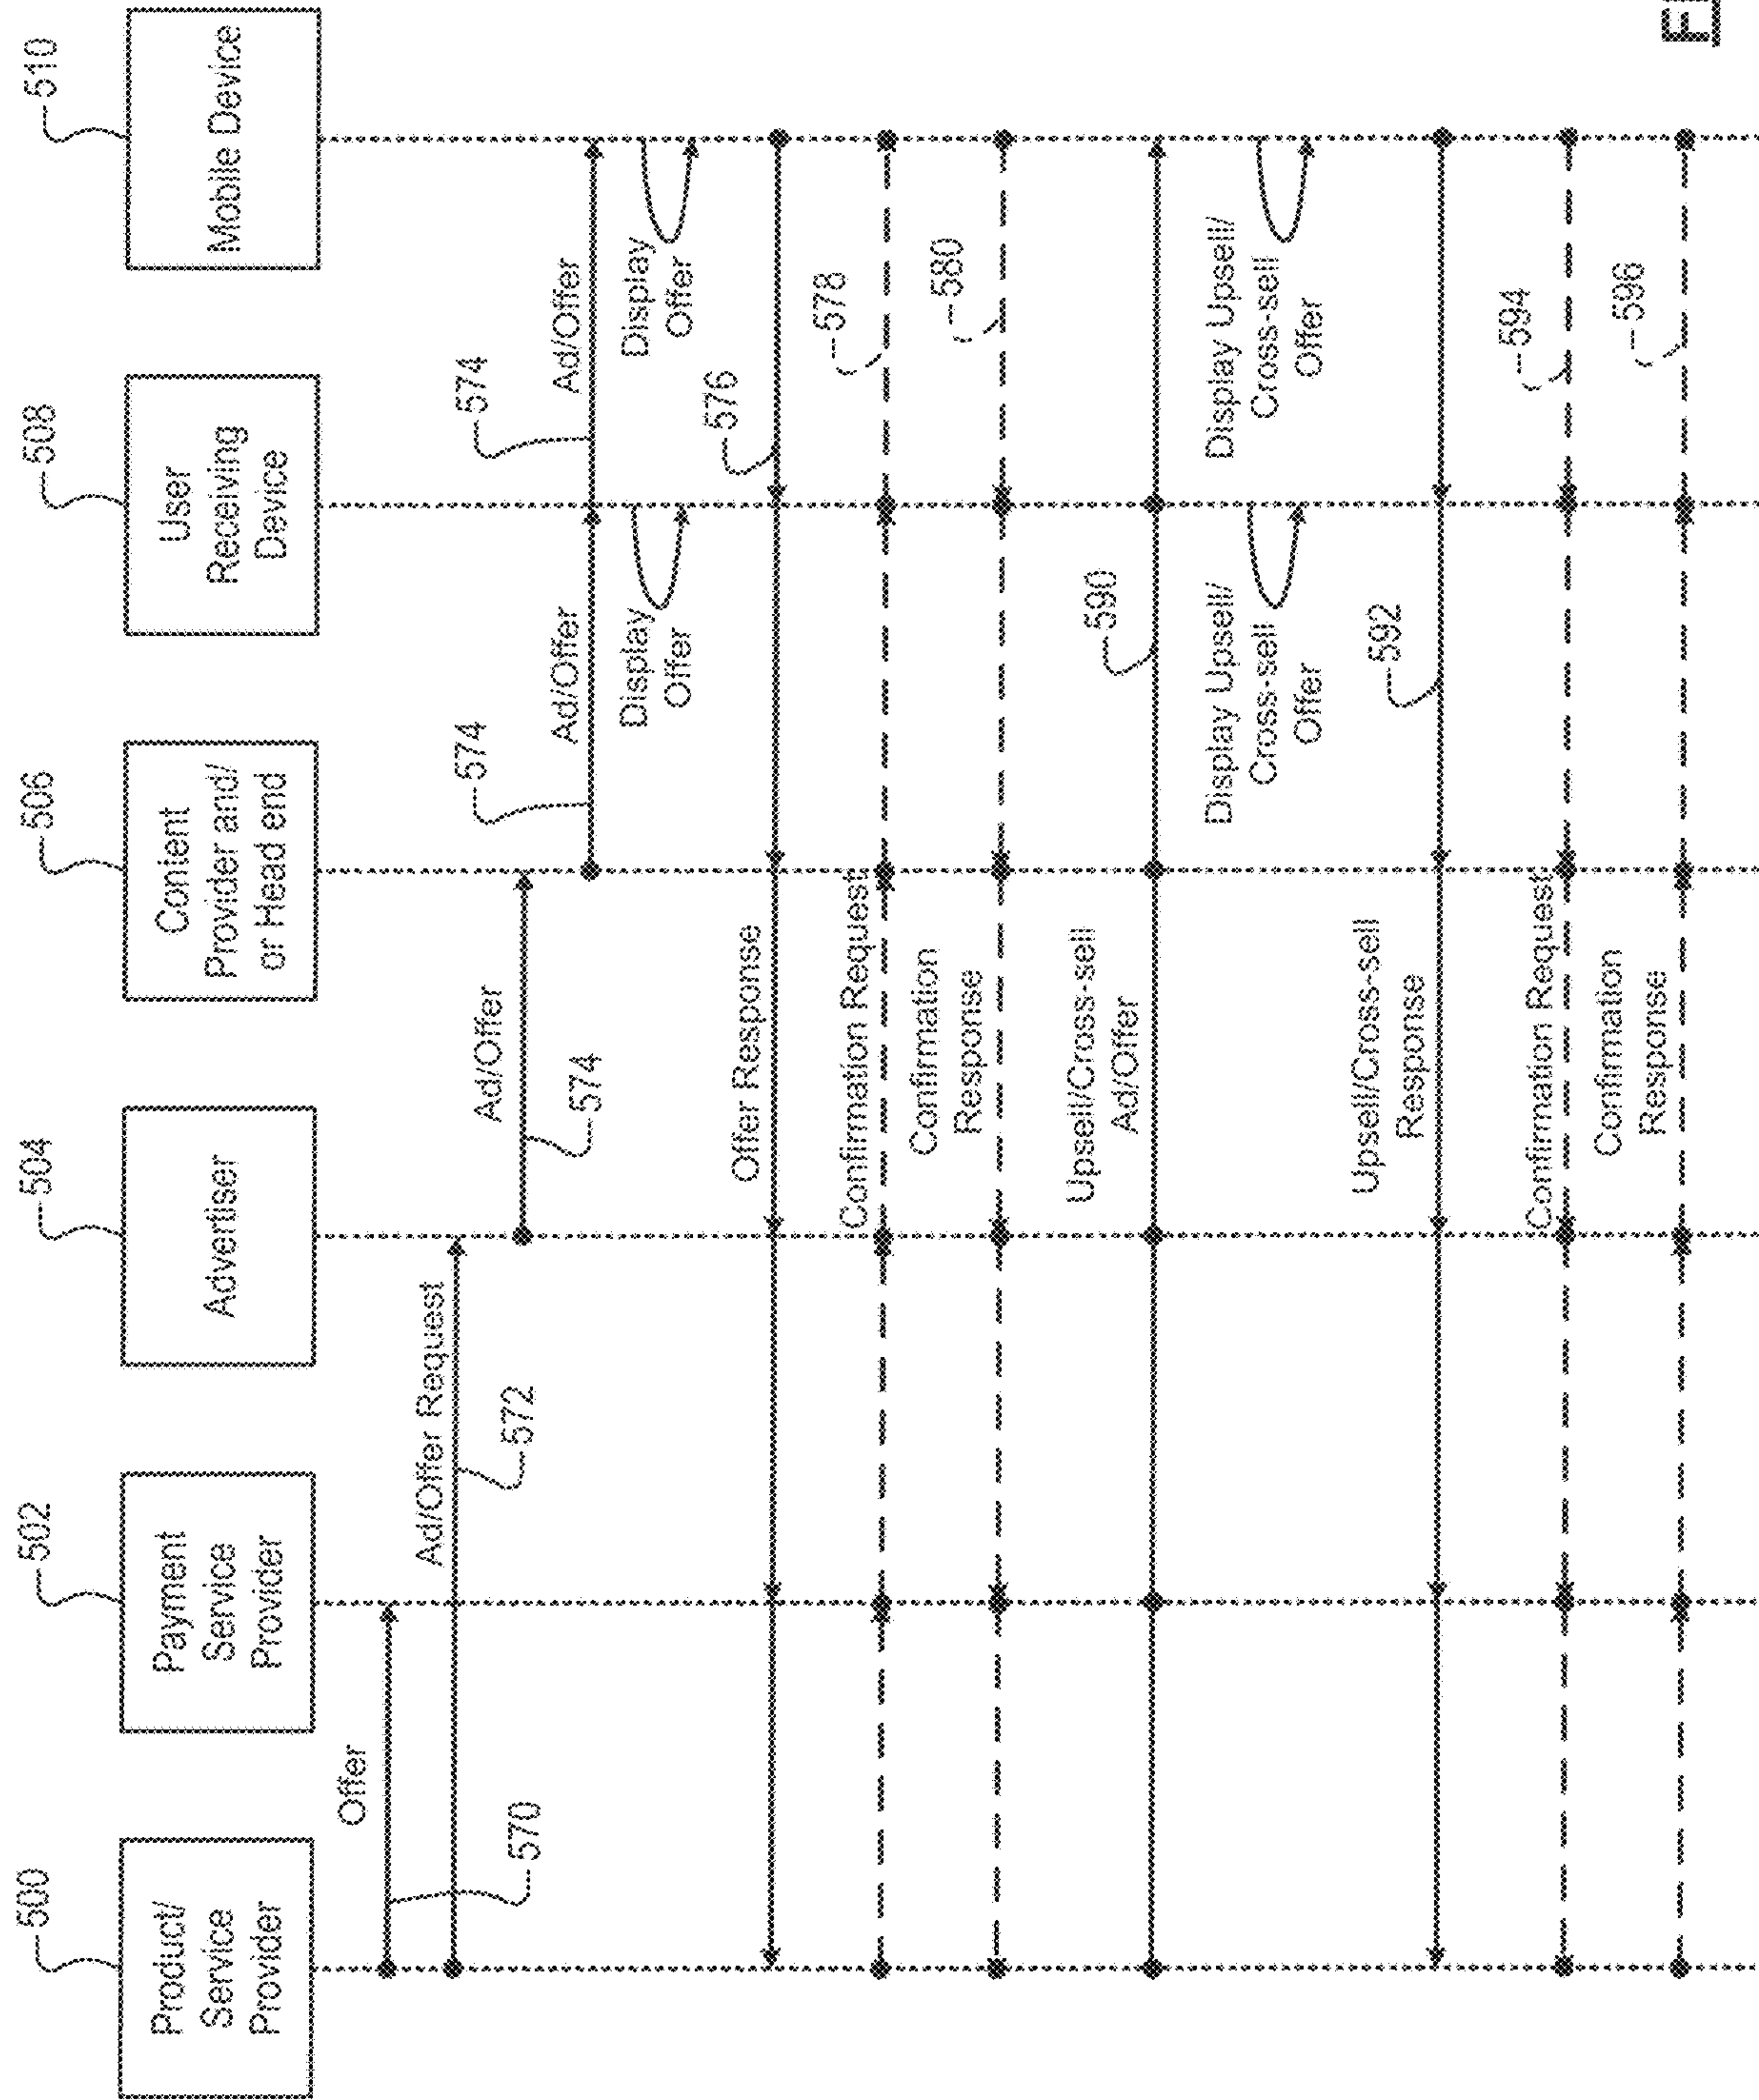 500
502
504
506
508
510
Product/
Service
Provider
Payment
Service
Provider
Advertiser
Content
Provider and/
or Head end
User
Receiving
Device
Mobile Device
Offer
570
Ad/Offer Request
572
Ad/Offer
574
574
Ad/Offer
574
Ad/Offer
Display
Offer
Display
Offer
576
Offer Response
578
Confirmation Request
580
Confirmation
Response
590
Upsell/Cross-sell
Ad/Offer
Display Upsell/
Cross-sell
Offer
Display Upsell/
Cross-sell
Offer
592
Upsell/Cross-sell
Response
594
Confirmation Request
596
Confirmation
Response